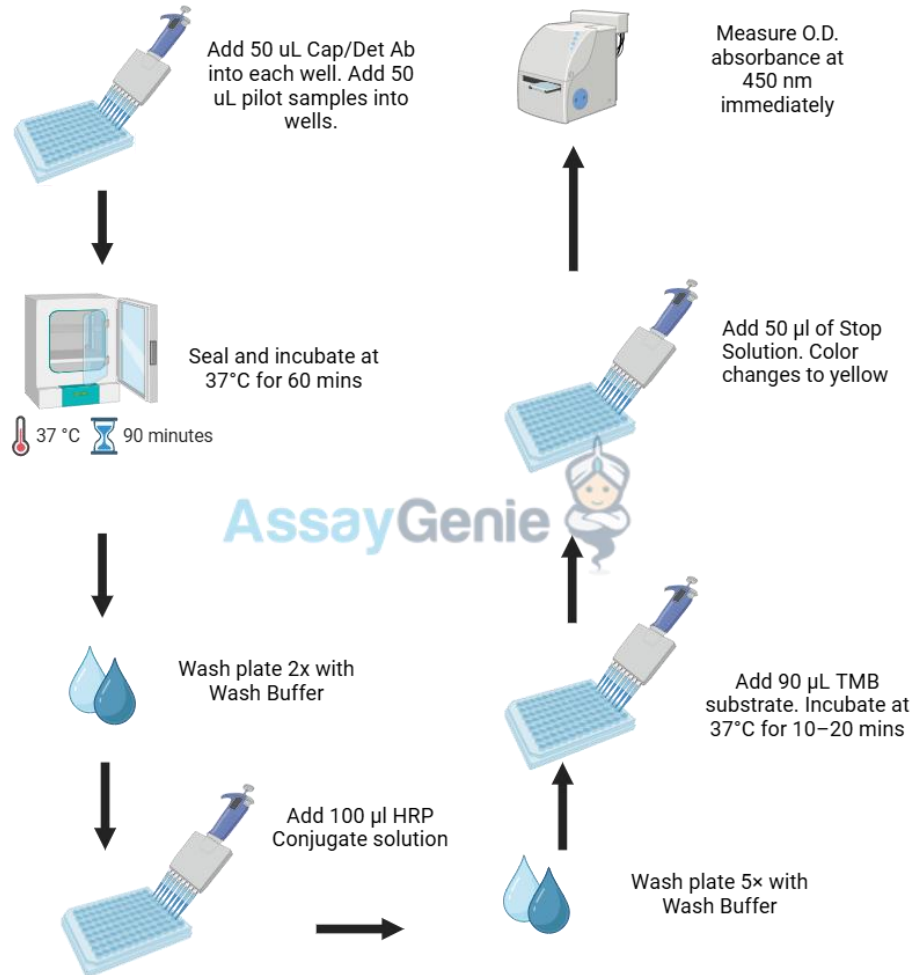 Add 50 uL Cap/Det Ab
into each well. Add 50
uL pilot samples into
wells.
Seal and incubate at
37°C for 60 mins
37 °C 90 minutes
Wash plate 2x with
Wash Buffer
Add 100 µl HRP
Conjugate solution
Wash plate 5× with
Wash Buffer
Add 90 µL TMB
substrate. Incubate at
37°C for 10–20 mins
Add 50 µl of Stop
Solution. Color
changes to yellow
Measure O.D.
absorbance at
450 nm
immediately
AssayGenie